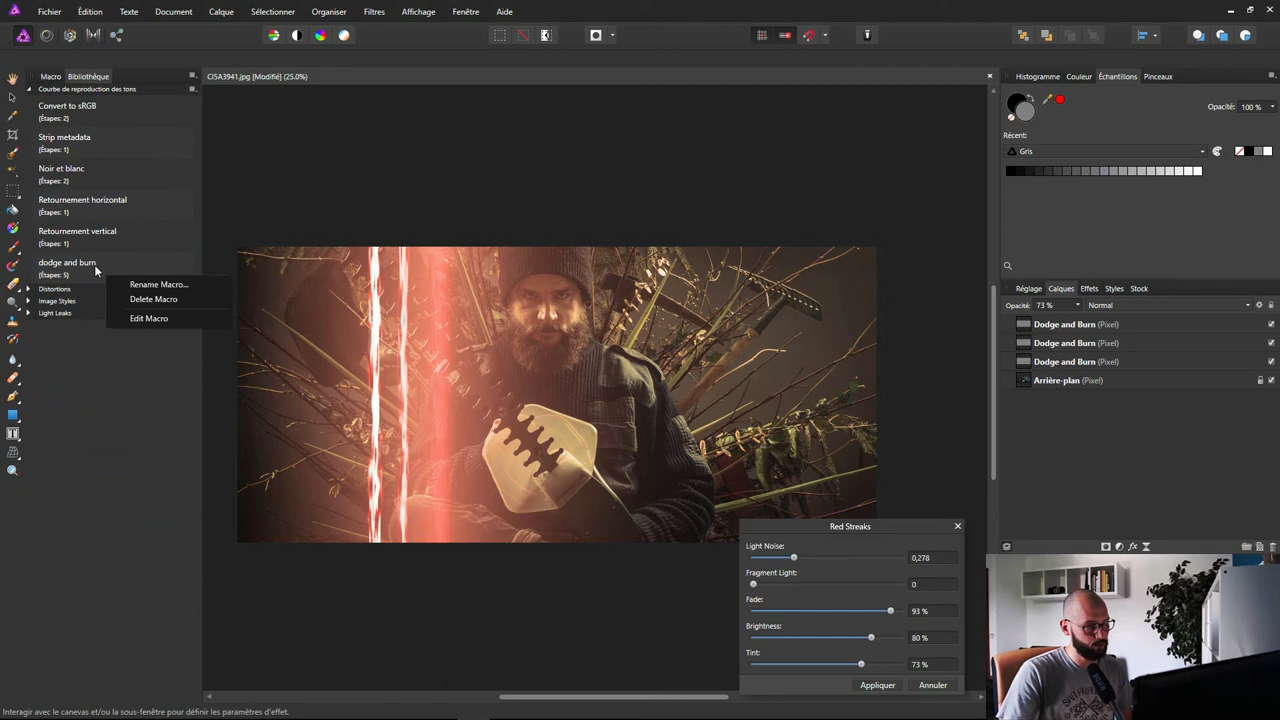 Fichier Édition Texte Document Calque Sélectionner Organiser Filtres Affichage Fenêtre Aide
Macro Bibliothèque
CI5A3941.jpg [Modifié] (25.0%)
Histogramme Couleur Échantillons Pinceaux
Courbe de reproduction des tons
Convert to sRGB
(Étapes: 2)
Strip metadata
(Étapes: 1)
Noir et blanc
(Étapes: 2)
Retournement horizontal
(Étapes: 1)
Retournement vertical
(Étapes: 1)
dodge and burn
(Étapes: 5)
Distortions
Image Styles
Light Leaks
Rename Macro...
Delete Macro
Edit Macro
Opacité: 100 %
Récent:
Gris
Réglage Calques Effets Styles Stock
Opacité: 73 % Normal
Dodge and Burn (Pixel)
Dodge and Burn (Pixel)
Dodge and Burn (Pixel)
Arrière-plan (Pixel)
Red Streaks
Light Noise:
0,278
Fragment Light:
0
Fade:
93 %
Brightness:
80 %
Tint:
73 %
Appliquer Annuler
Interagir avec le canevas et/ou la sous-fenêtre pour définir les paramètres d'effet.